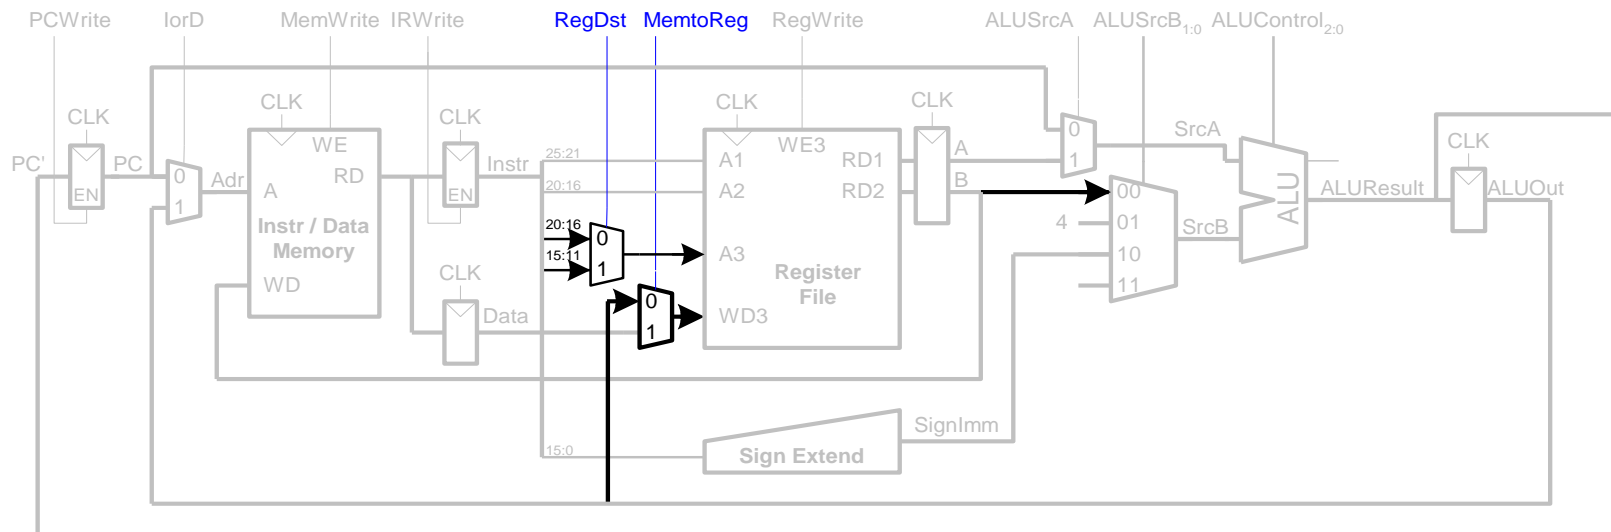 PCWrite IorD MemWrite IRWrite RegDst MemtoReg RegWrite ALUSrcA ALUSrcB1:0 ALUControl2:0
CLK CLK CLK CLK CLK CLK
PC' PC EN
0 1 Adr
WE A RD Instr / Data Memory WD
EN Instr
CLK Data
25:21
20:16
20:16
15:11
15:0
0 1
0 1
WE3 A1 RD1 A2 RD2 A3 Register File WD3
A
B
0 1 SrcA
00
4 01 SrcB
10
11
ALU ALUResult ALUOut
SignImm
Sign Extend